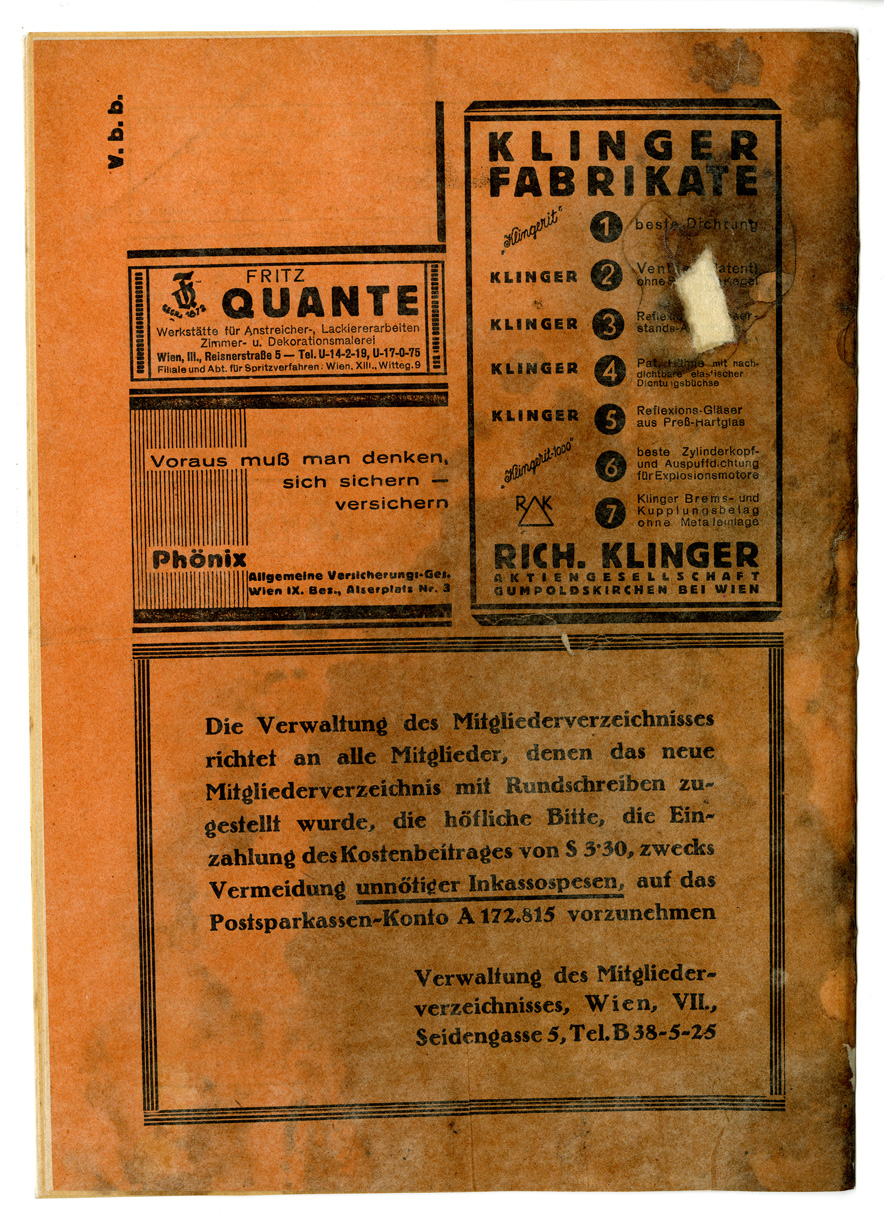 v. b. b.
FRITZ
QUANTE
GEGR. 1878
Werkstätte für Anstreicher-, Lackiererarbeiten
Zimmer- u. Dekorationsmalerei
Wien, III., Reisnerstraße 5 — Tel. U-14-2-19, U-17-0-75
Filiale und Abt. für Spritzverfahren: Wien, XIII., Witteg. 9
Voraus muß man denken,
sich sichern —
versichern
Phönix
Allgemeine Versicherungs-Ges.
Wien IX. Bez., Alserplatz Nr. 3
KLINGER
FABRIKATE
„Klingerit“ 1 beste Dichtung
KLINGER 2
ohne
KLINGER 3
KLINGER 4 mit nach-
dichtbarer elastischer
Dichtungsbüchse
KLINGER 5 Reflexions-Gläser
aus Preß-Hartglas
„Klingerit-1000“ 6 beste Zylinderkopf-
und Auspuffdichtung
für Explosionsmotore
R K 7 Klinger Brems- und
Kupplungsbelag
ohne Metalleinlage
RICH. KLINGER
AKTIENGESELLSCHAFT
GUMPOLDSKIRCHEN BEI WIEN
Die Verwaltung des Mitgliederverzeichnisses
richtet an alle Mitglieder, denen das neue
Mitgliederverzeichnis mit Rundschreiben zu-
gestellt wurde, die höfliche Bitte, die Ein-
zahlung des Kostenbeitrages von S 3·30, zwecks
Vermeidung unnötiger Inkassospesen, auf das
Postsparkassen-Konto A 172.815 vorzunehmen
Verwaltung des Mitglieder-
verzeichnisses, Wien, VII.,
Seidengasse 5, Tel. B 38-5-25